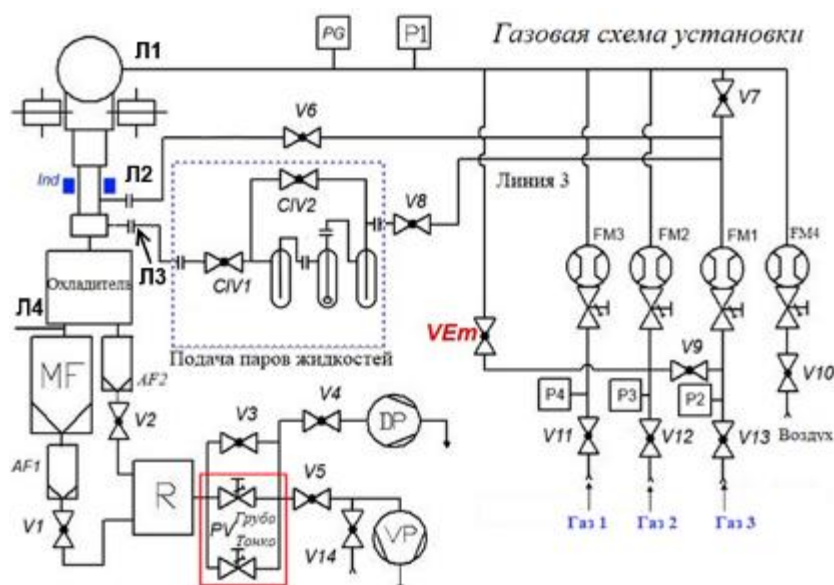 Газовая схема установки
Л1
PG
P1
V6
V7
Ind
Л2
Линия 3
CIV2
V8
FM3
FM2
FM1
FM4
Л3
CIV1
Охладитель
Л4
VEm
Подача паров жидкостей
V9
MF
AF2
P4
P3
P2
V10
V2
V3
V4
DP
V11
V12
V13
Воздух
AF1
V5
R
V1
PV
Грубо
Тонко
V14
VP
Газ 1
Газ 2
Газ 3